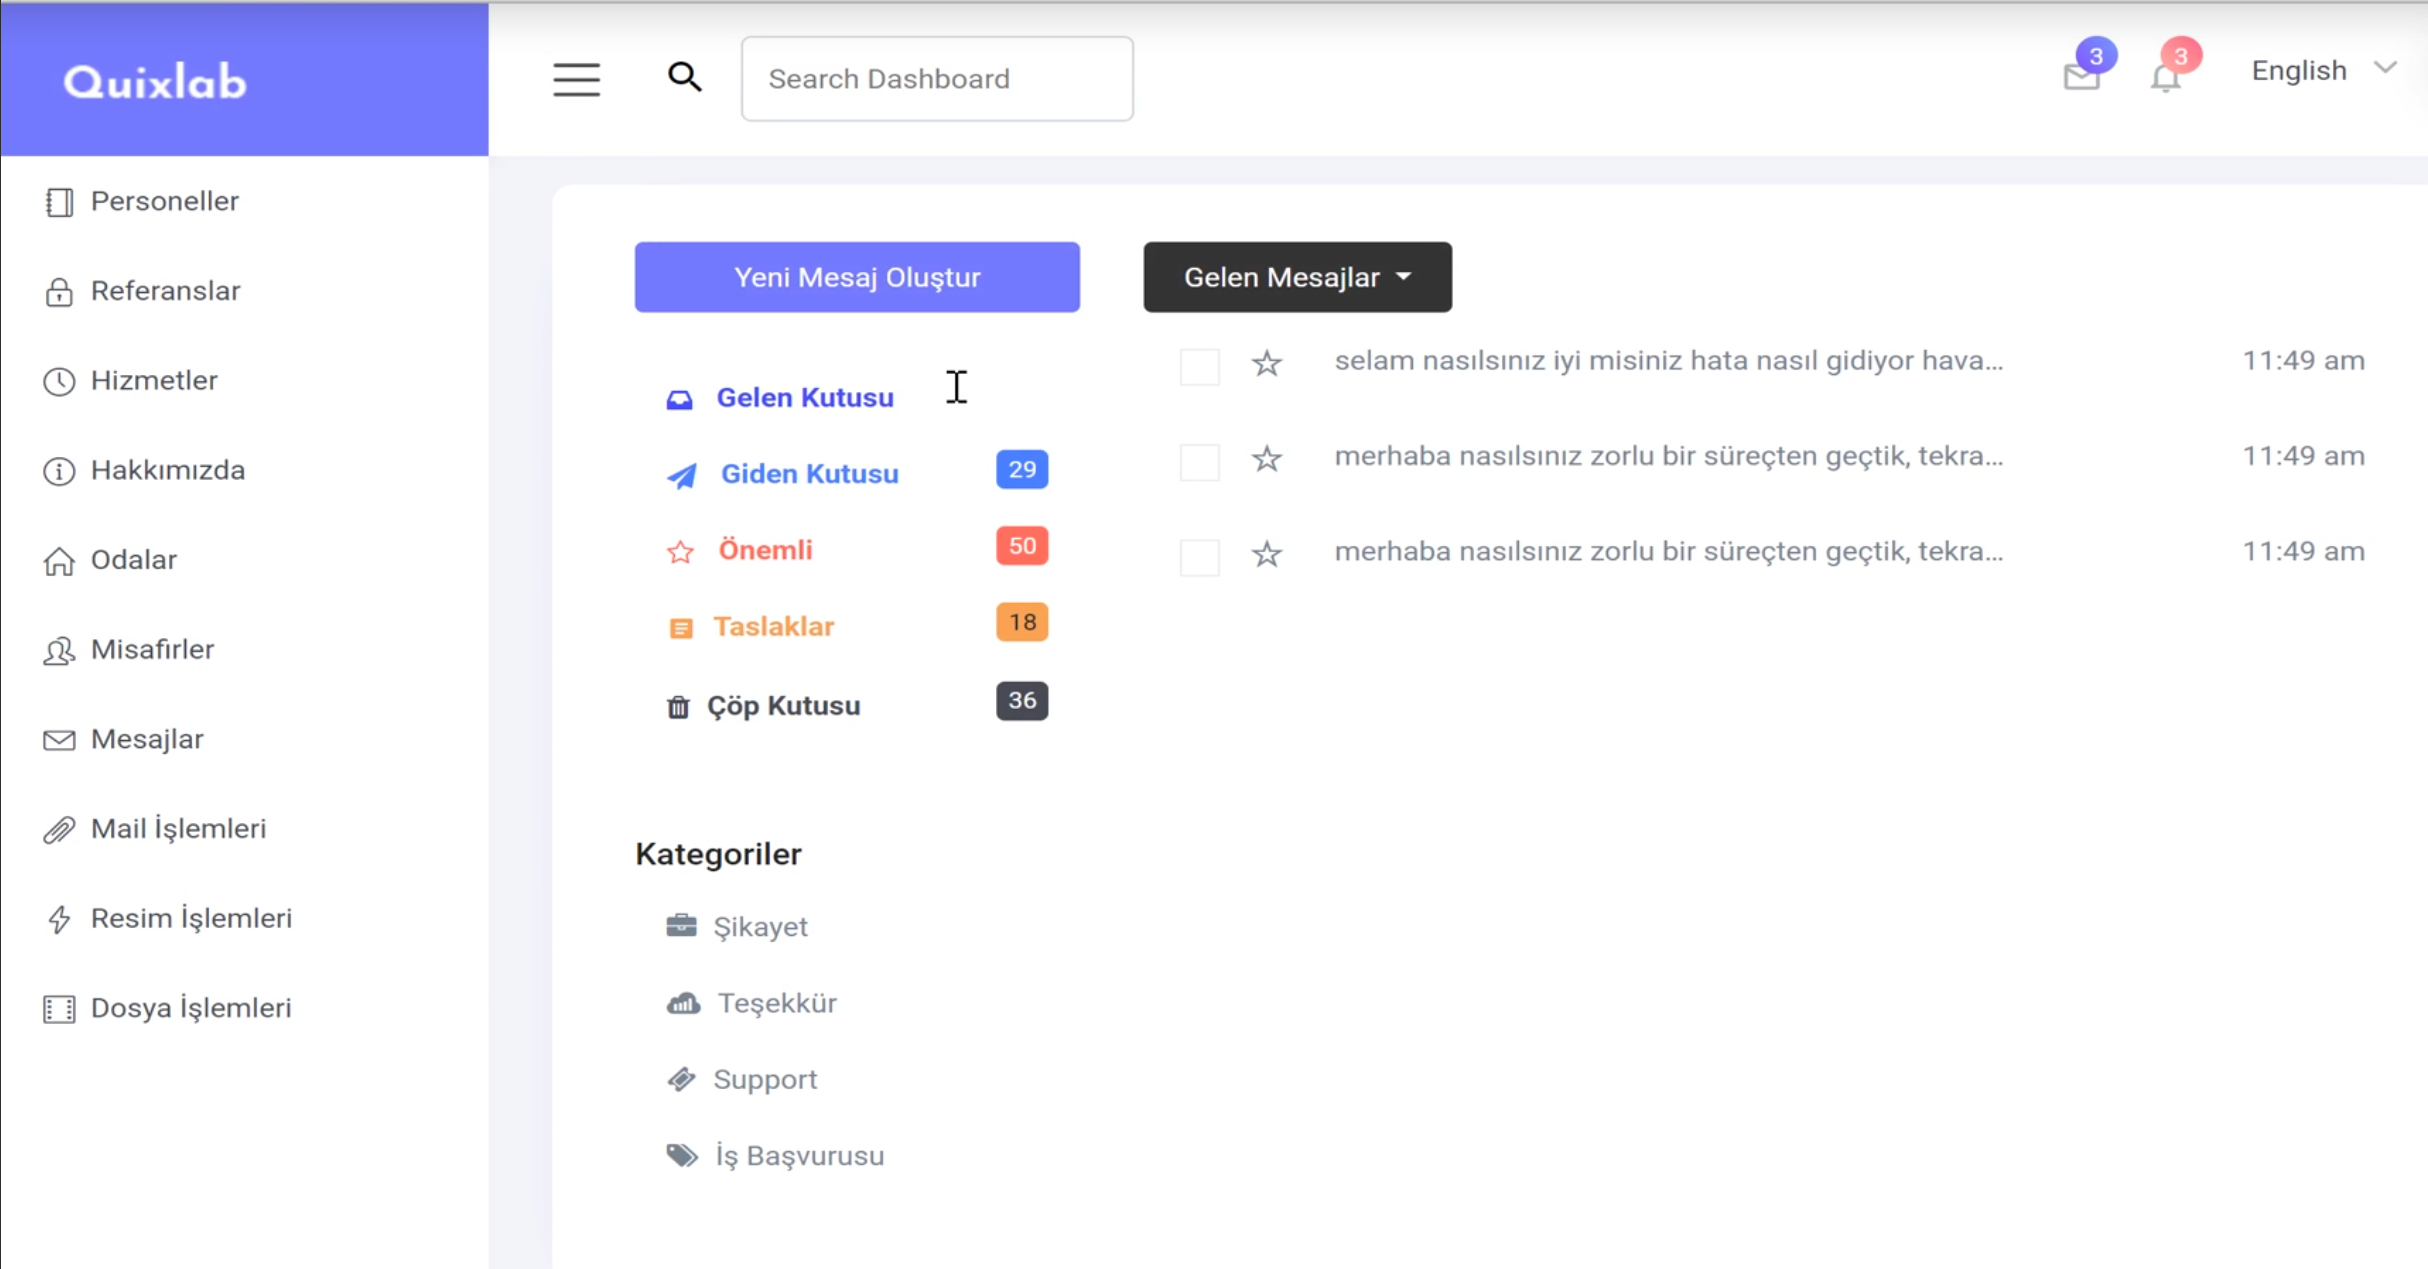 Quixlab
Search Dashboard
3
3
English
Personeller
Referanslar
Hizmetler
Hakkımızda
Odalar
Misafirler
Mesajlar
Mail İşlemleri
Resim İşlemleri
Dosya İşlemleri
Yeni Mesaj Oluştur
Gelen Kutusu
Giden Kutusu 29
Önemli 50
Taslaklar 18
Çöp Kutusu 36
Kategoriler
Şikayet
Teşekkür
Support
İş Başvurusu
Gelen Mesajlar
selam nasılsınız iyi misiniz hata nasıl gidiyor hava... 11:49 am
merhaba nasılsınız zorlu bir süreçten geçtik, tekra... 11:49 am
merhaba nasılsınız zorlu bir süreçten geçtik, tekra... 11:49 am